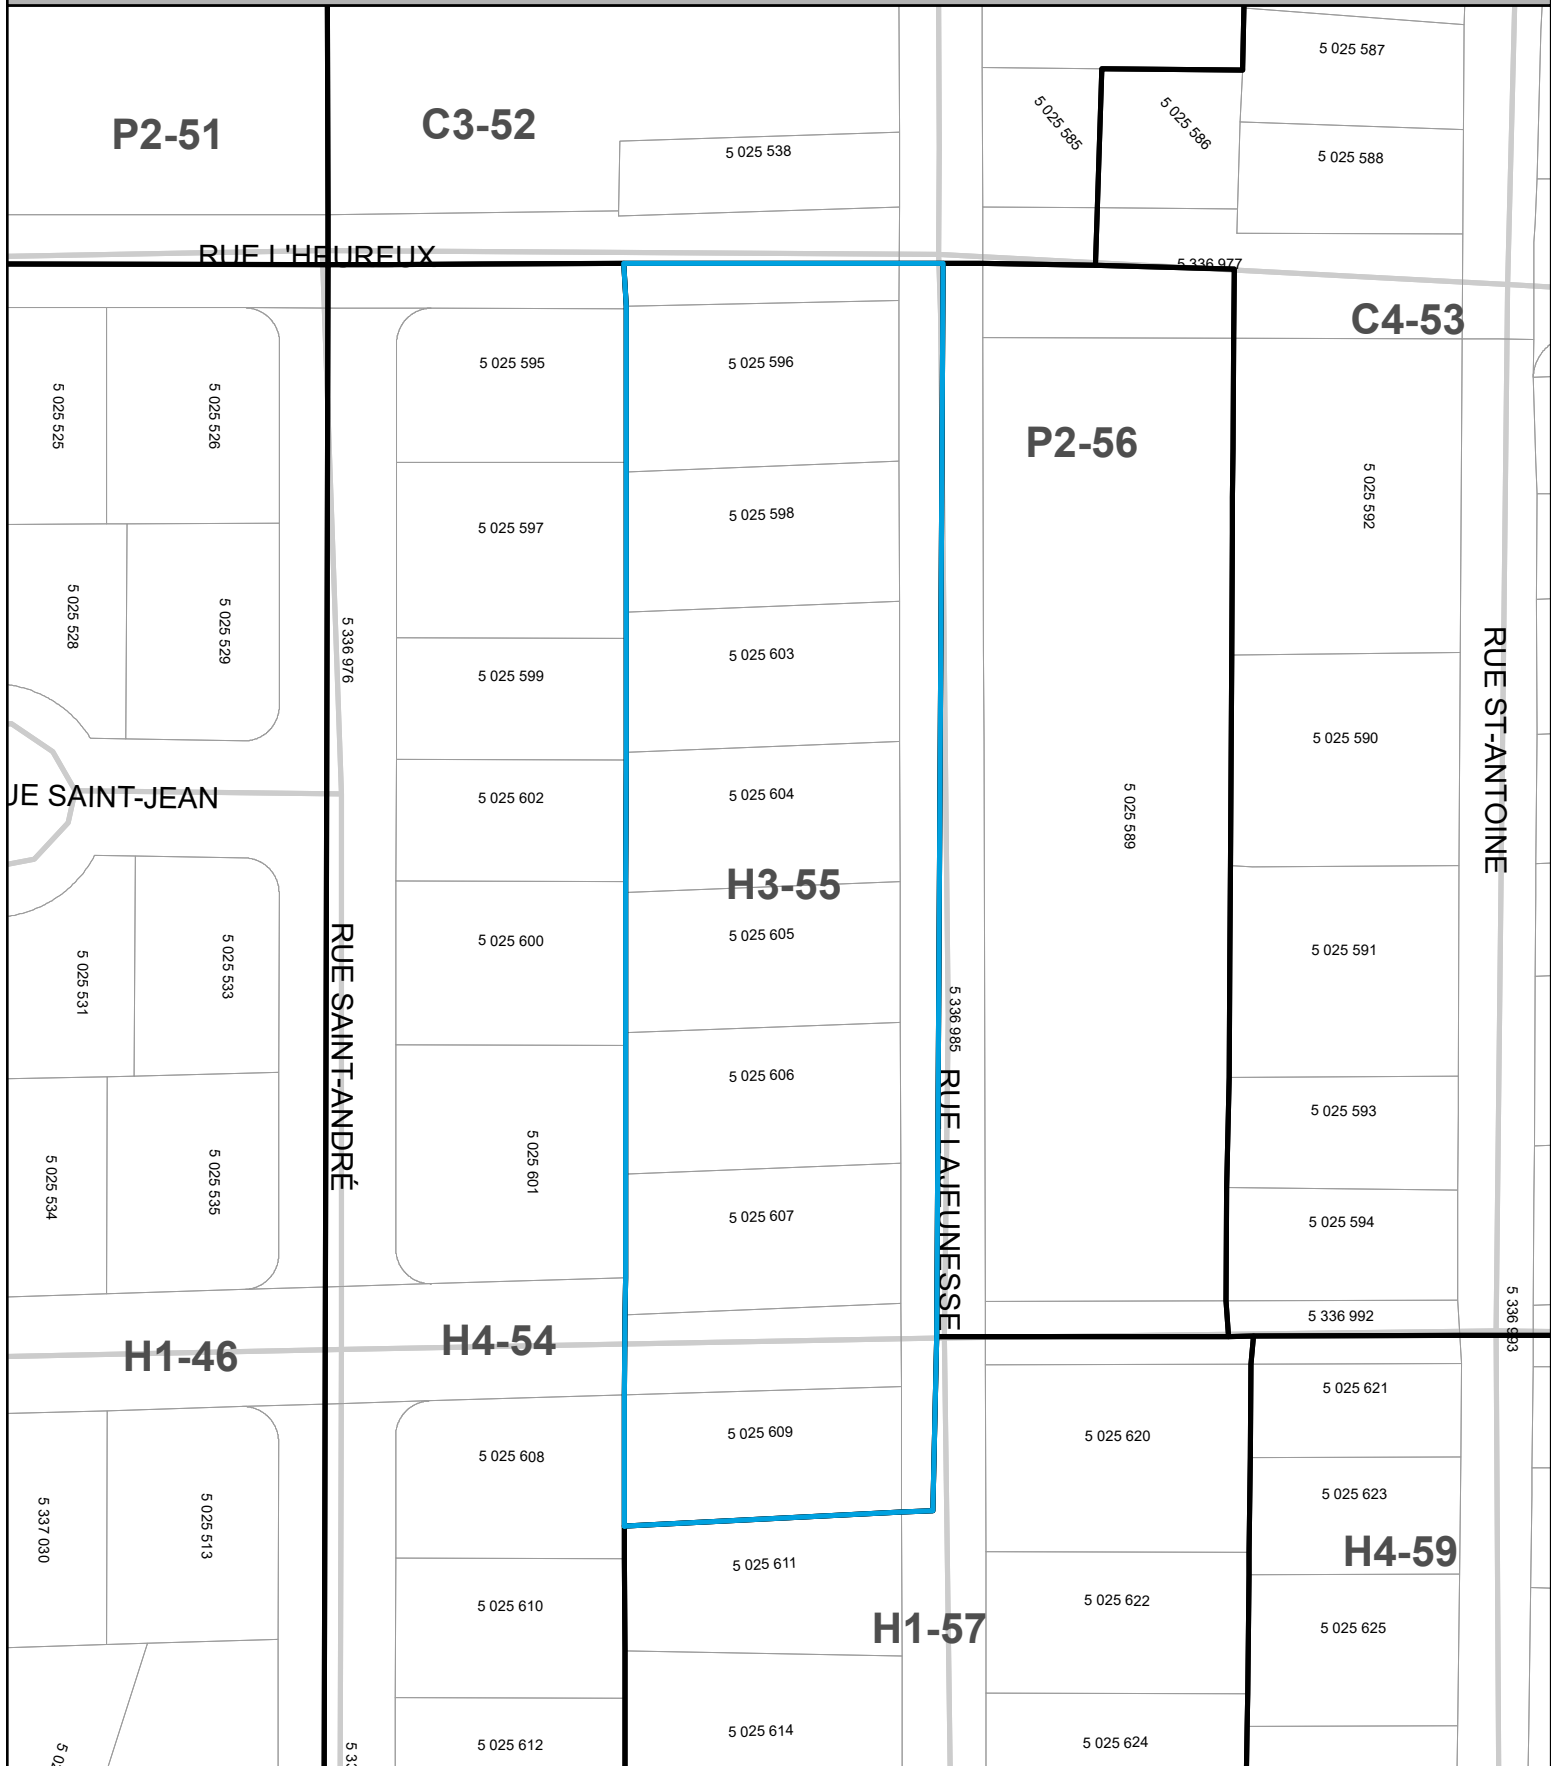 5 025 587
C3-52
P2-51
5 025 585
5 025 586
5 025 538
5 025 588
RUE L'HEUREUX
5 336 977
C4-53
5 025 595
5 025 596
5 025 525
5 025 526
P2-56
5 025 592
5 025 598
5 025 597
5 025 528
5 025 529
5 336 976
5 025 603
5 025 599
RUE ST-ANTOINE
5 025 590
SAINT-JEAN
5 025 602
5 025 604
5 025 589
H3-55
5 025 605
5 025 600
5 025 591
5 025 531
5 025 533
RUE SAINT-ANDRÉ
5 336 985
5 025 606
RUE LAJEUNESSE
5 025 593
5 025 601
5 025 534
5 025 535
5 025 607
5 025 594
5 336 992
5 336 993
H1-46
H4-54
5 025 621
5 025 609
5 025 620
5 025 608
5 025 623
5 337 030
5 025 513
H4-59
5 025 611
5 025 610
5 025 622
H1-57
5 025 625
5 025 614
5 025 612
5 025 624